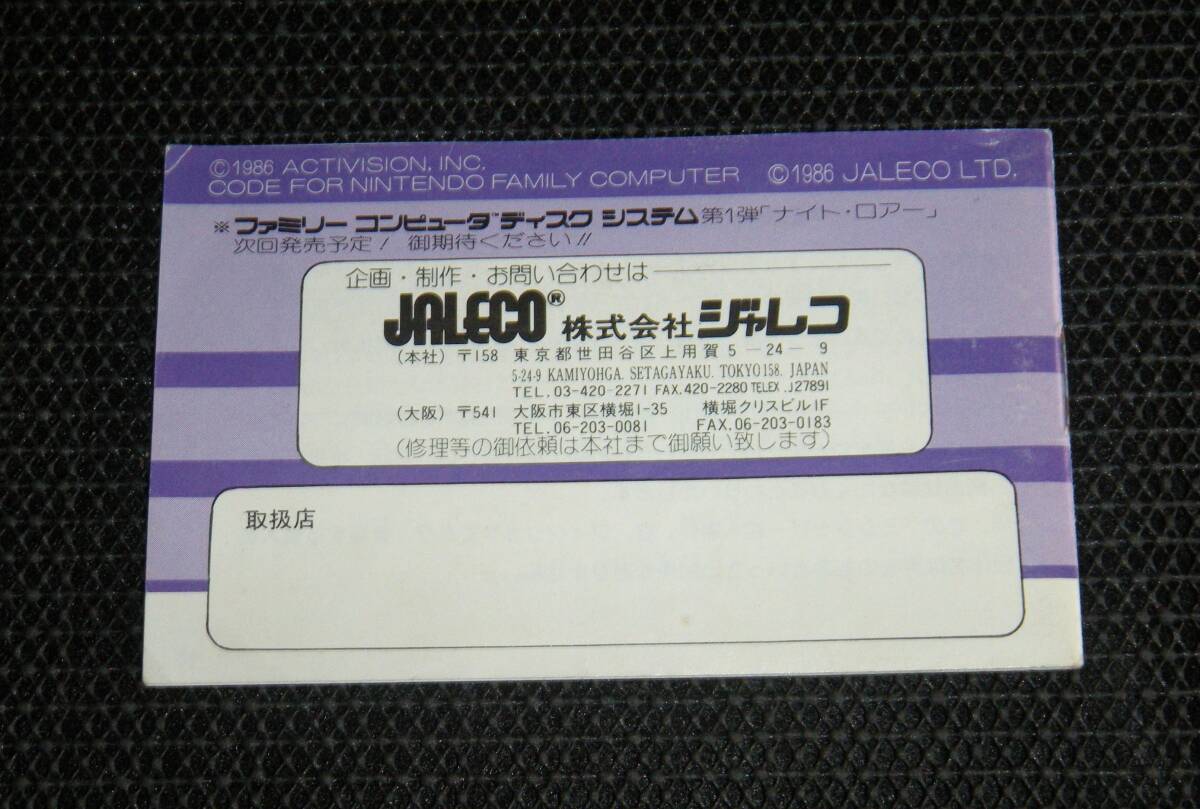 ©1986 ACTIVISION, INC.
CODE FOR NINTENDO FAMILY COMPUTER ©1986 JALECO LTD.
※ファミリー コンピュータ™ディスク システム第1弾「ナイト・ロアー」
次回発売予定! 御期待ください!!
企画・制作・お問い合わせは
JALECO® 株式会社ジャレコ
(本社) 〒158 東京都世田谷区上用賀5-24-9
5-24-9 KAMIYOHGA. SETAGAYAKU. TOKYO 158. JAPAN
TEL. 03-420-2271 FAX. 420-2280 TELEX. J27891
(大阪) 〒541 大阪市東区横堀1-35 横堀クリスビル1F
TEL. 06-203-0081 FAX. 06-203-0183
(修理等の御依頼は本社まで御願い致します)
取扱店